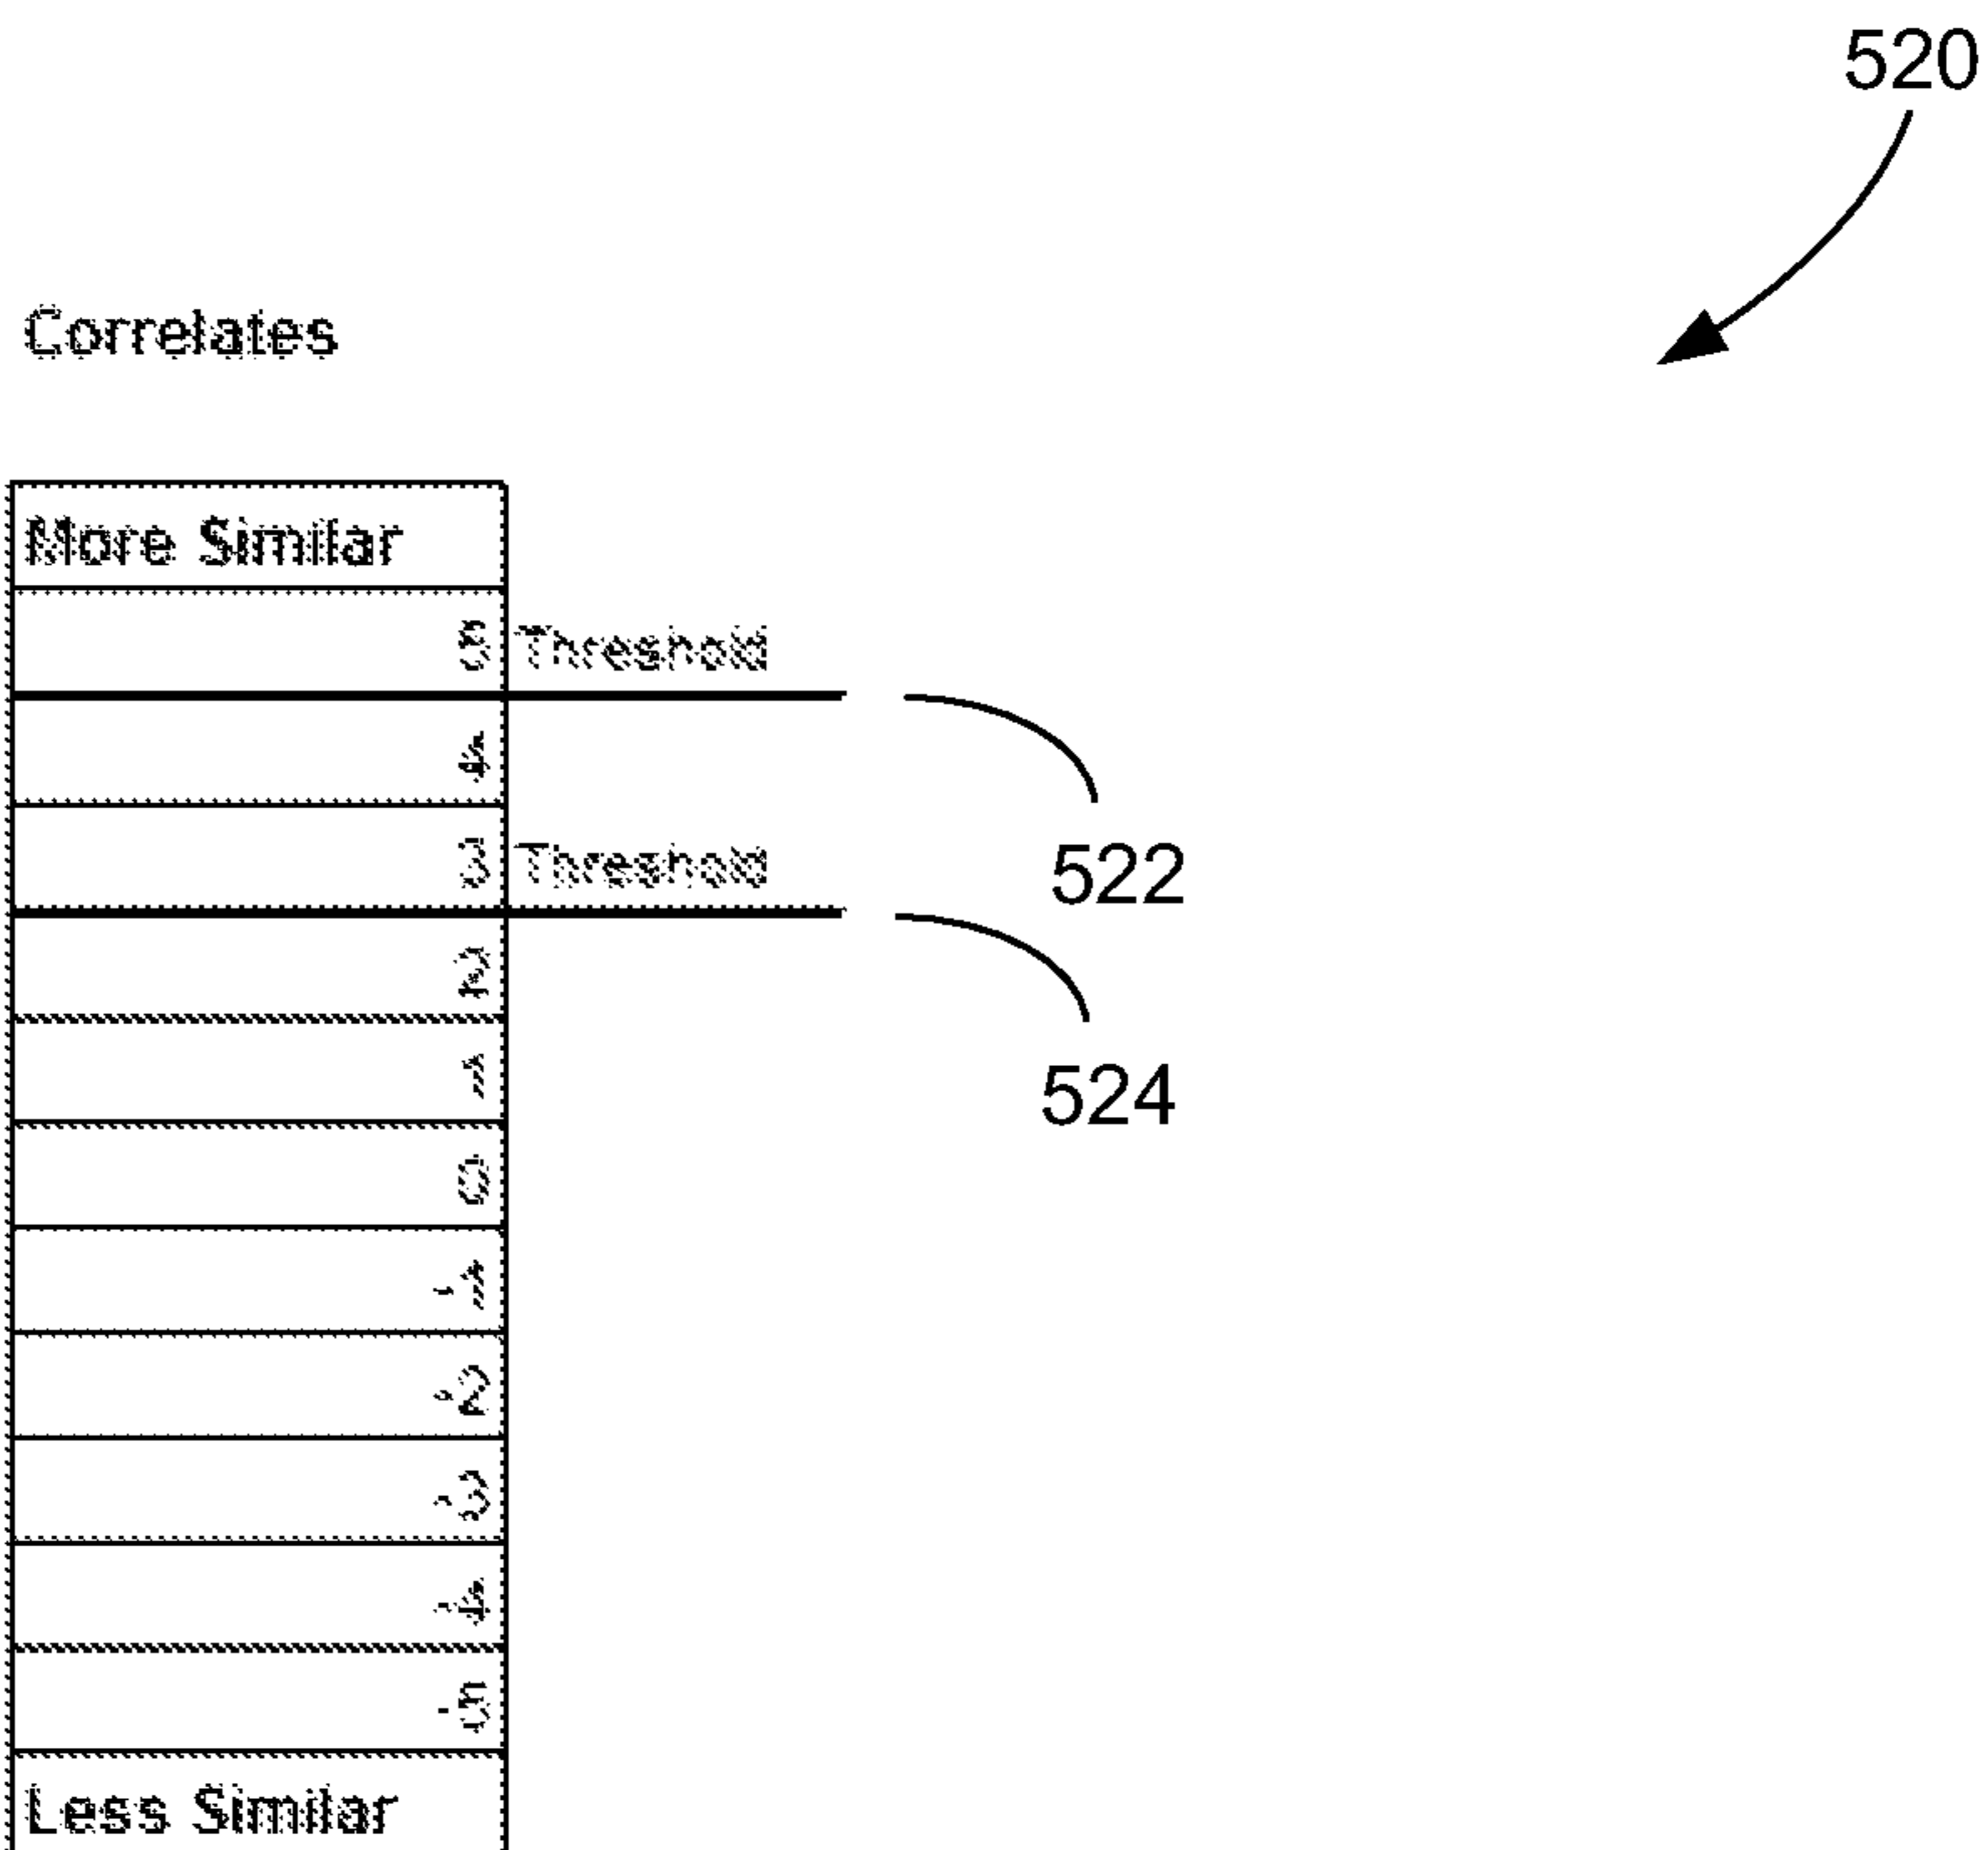 520
Correlates
More Similar
5 Threshold
4
3 Threshold
522
2
524
1
0
-1
-2
-3
-4
-5
Less Similar